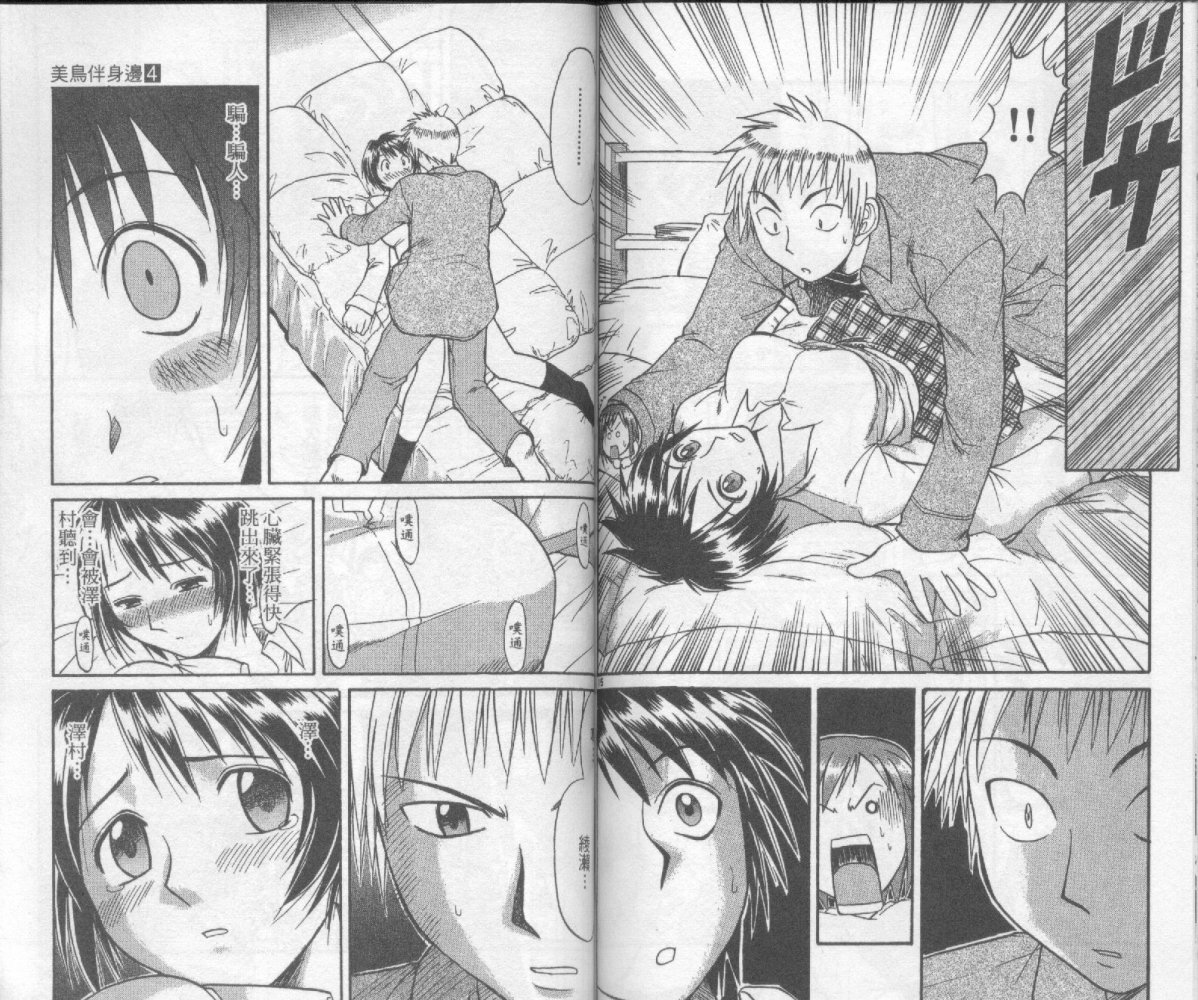 ドサ
!!
…………
美鳥伴身邊4
騙…騙人…
噗通
噗通
噗通
噗通
心臟緊張得快
跳出來了…
會…會被澤
村聽到…
噗通
綾瀨…
澤…
澤村…